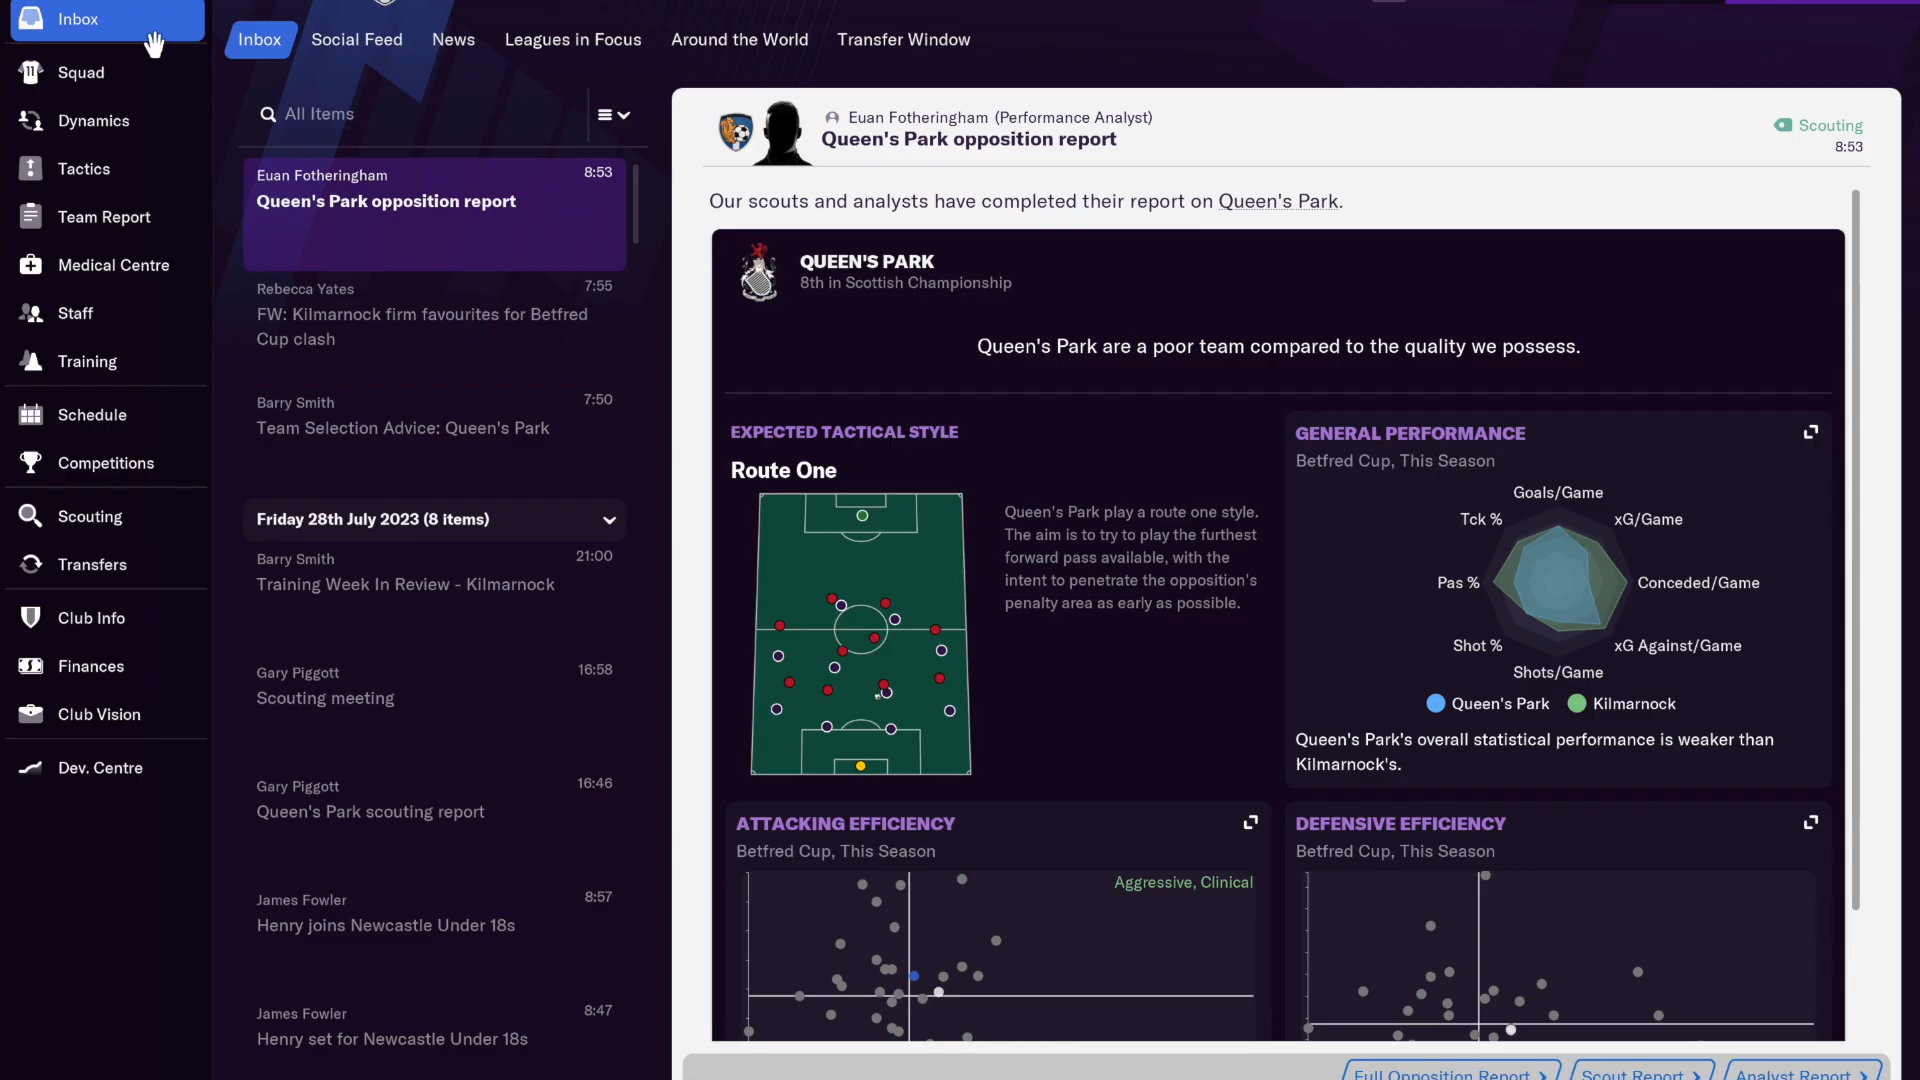 Inbox
Squad
Dynamics
Tactics
Team Report
Medical Centre
Staff
Training
Schedule
Competitions
Scouting
Transfers
Club Info
Finances
Club Vision
Dev. Centre
Inbox
Social Feed
News
Leagues in Focus
Around the World
Transfer Window
All Items
Euan Fotheringham 8:53
Queen's Park opposition report
Rebecca Yates 7:55
FW: Kilmarnock firm favourites for Betfred
Cup clash
Barry Smith 7:50
Team Selection Advice: Queen's Park
Friday 28th July 2023 (8 items)
Barry Smith 21:00
Training Week In Review - Kilmarnock
Gary Piggott 16:58
Scouting meeting
Gary Piggott 16:46
Queen's Park scouting report
James Fowler 8:57
Henry joins Newcastle Under 18s
James Fowler 8:47
Henry set for Newcastle Under 18s
Euan Fotheringham (Performance Analyst)
Queen's Park opposition report
Scouting
8:53
Our scouts and analysts have completed their report on Queen's Park.
QUEEN'S PARK
8th in Scottish Championship
Queen's Park are a poor team compared to the quality we possess.
EXPECTED TACTICAL STYLE
Route One
Queen's Park play a route one style.
The aim is to try to play the furthest
forward pass available, with the
intent to penetrate the opposition's
penalty area as early as possible.
GENERAL PERFORMANCE
Betfred Cup, This Season
Goals/Game
Tck %
xG/Game
Pas %
Conceded/Game
Shot %
xG Against/Game
Shots/Game
Queen's Park
Kilmarnock
Queen's Park's overall statistical performance is weaker than
Kilmarnock's.
ATTACKING EFFICIENCY
Betfred Cup, This Season
Aggressive, Clinical
DEFENSIVE EFFICIENCY
Betfred Cup, This Season
Full Opposition Report
Scout Report
Analyst Report